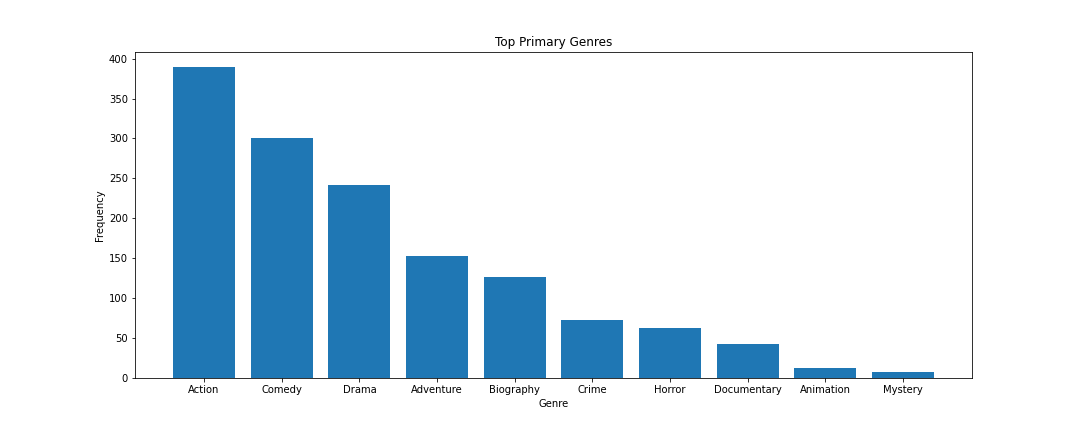 Top Primary Genres
400
350
300
250
200
150
100
50
0
Frequency
Action Comedy Drama Adventure Biography Crime Horror Documentary Animation Mystery
Genre